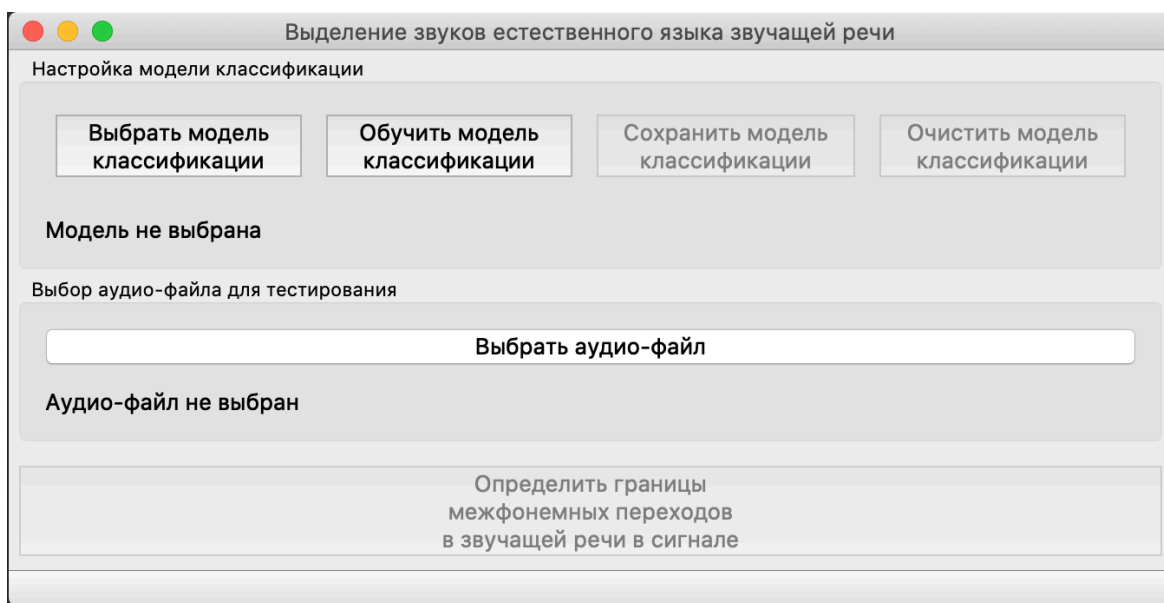 Выделение звуков естественного языка звучащей речи
Настройка модели классификации
Выбрать модель
классификации
Обучить модель
классификации
Сохранить модель
классификации
Очистить модель
классификации
Модель не выбрана
Выбор аудио-файла для тестирования
Выбрать аудио-файл
Аудио-файл не выбран
Определить границы
межфонемных переходов
в звучащей речи в сигнале